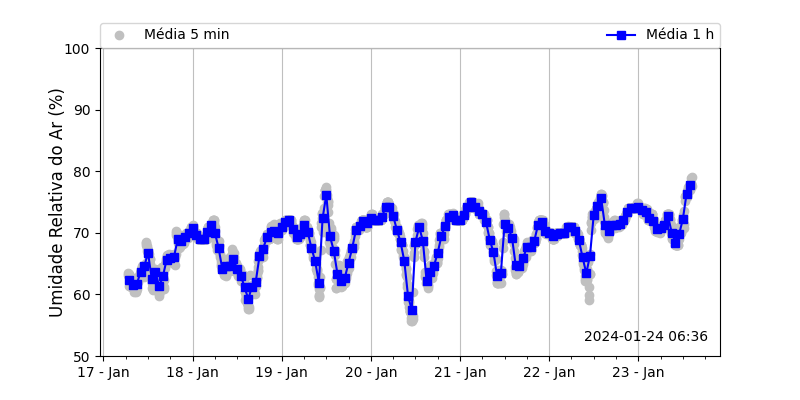 Média 5 min
Média 1 h
100
90
80
70
60
50
Umidade Relativa do Ar (%)
2024-01-24 06:36
17 - Jan
18 - Jan
19 - Jan
20 - Jan
21 - Jan
22 - Jan
23 - Jan